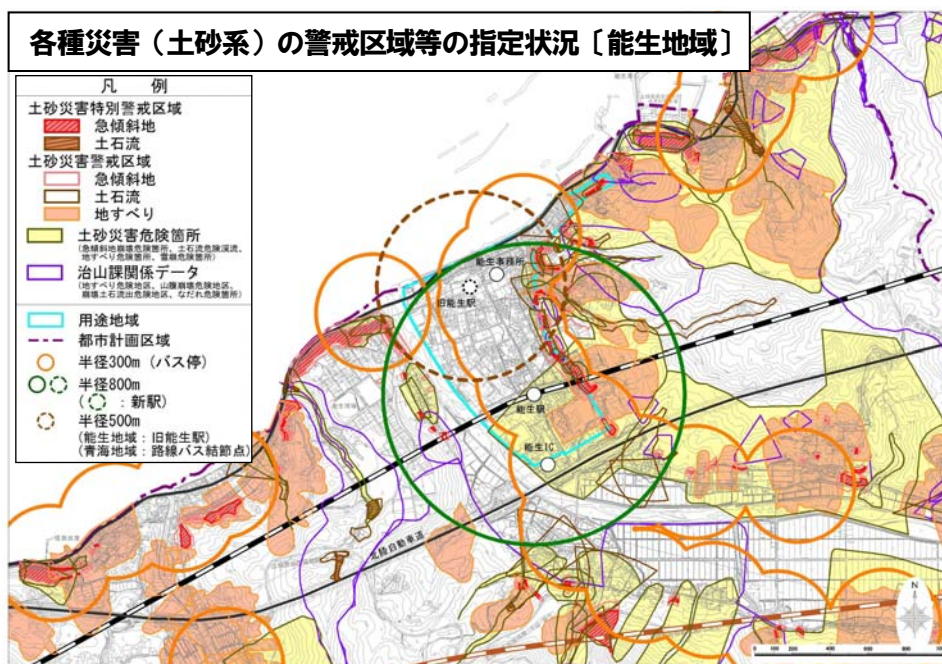 各種災害（土砂系）の警戒区域等の指定状況〔能生地域〕
凡　例
土砂災害特別警戒区域
急傾斜地
土石流
土砂災害警戒区域
急傾斜地
土石流
地すべり
土砂災害危険箇所
(急傾斜地崩壊危険箇所、土石流危険渓流、
地すべり危険箇所、雪崩危険箇所)
治山課関係データ
(地すべり危険地区、山腹崩壊危険地区、
崩壊土石流出危険地区、なだれ危険箇所)
用途地域
都市計画区域
半径300m (バス停)
半径800m
( : 新駅)
半径500m
(能生地域：旧能生駅)
(青海地域：路線バス結節点)
能生事務所
旧能生駅
能生駅
能生IC
北陸自動車道
N
0 100 200 400 600 800